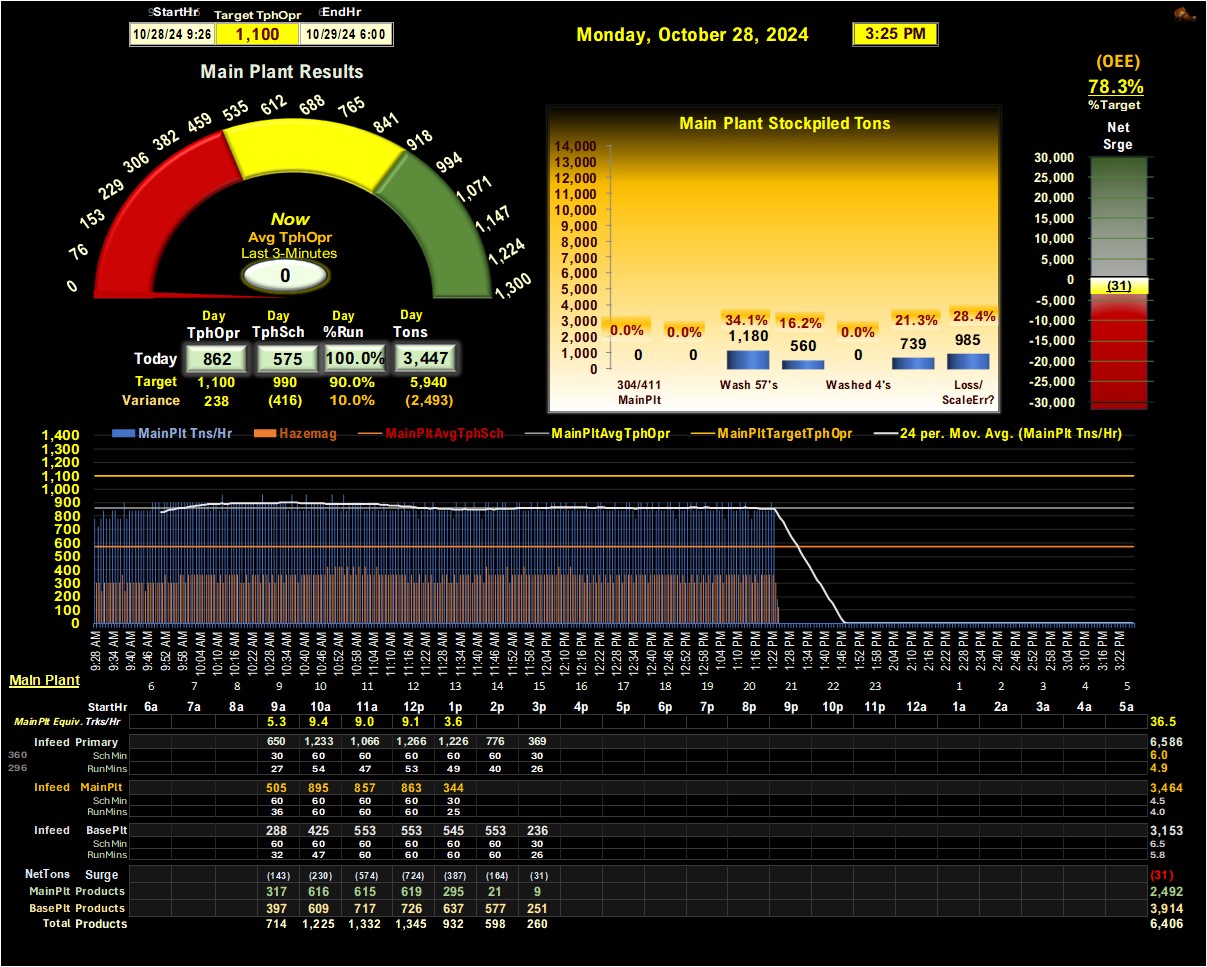 StartHr Target TphOpr EndHr
10/28/24 9:26 1,100 10/29/24 6:00
Monday, October 28, 2024 3:25 PM
(OEE)
78.3%
%Target
Net
Srge
30,000
25,000
20,000
15,000
10,000
5,000
0
(31)
-5,000
-10,000
-15,000
-20,000
-25,000
-30,000
Main Plant Results
0 76 153 229 306 382 459 535 612 688 765 841 918 994 1,071 1,147 1,224 1,300
Now
Avg TphOpr
Last 3-Minutes
0
Day Day Day Day
TphOpr TphSch %Run Tons
Today 862 575 100.0% 3,447
Target 1,100 990 90.0% 5,940
Variance 238 (416) 10.0% (2,493)
Main Plant Stockpiled Tons
14,000
13,000
12,000
11,000
10,000
9,000
8,000
7,000
6,000
5,000
4,000
3,000
2,000
1,000
0
0.0% 0.0% 34.1% 16.2% 0.0% 21.3% 28.4%
0 0 1,180 560 0 739 985
304/411 Wash 57's Washed 4's Loss/
MainPlt ScaleErr?
MainPlt Tns/Hr Hazemag MainPltAvgTphSch MainPltAvgTphOpr MainPltTargetTphOpr 24 per. Mov. Avg. (MainPlt Tns/Hr)
1,400
1,300
1,200
1,100
1,000
900
800
700
600
500
400
300
200
100
0
9:28 AM 9:34 AM 9:40 AM 9:46 AM 9:52 AM 9:58 AM 10:04 AM 10:10 AM 10:16 AM 10:22 AM 10:28 AM 10:34 AM 10:40 AM 10:46 AM 10:52 AM 10:58 AM 11:04 AM 11:10 AM 11:16 AM 11:22 AM 11:28 AM 11:34 AM 11:40 AM 11:46 AM 11:52 AM 11:58 AM 12:04 PM 12:10 PM 12:16 PM 12:22 PM 12:28 PM 12:34 PM 12:40 PM 12:46 PM 12:52 PM 12:58 PM 1:04 PM 1:10 PM 1:16 PM 1:22 PM 1:28 PM 1:34 PM 1:40 PM 1:46 PM 1:52 PM 1:58 PM 2:04 PM 2:10 PM 2:16 PM 2:22 PM 2:28 PM 2:34 PM 2:40 PM 2:46 PM 2:52 PM 2:58 PM 3:04 PM 3:10 PM 3:16 PM 3:22 PM
Main Plant
6 7 8 9 10 11 12 13 14 15 16 17 18 19 20 21 22 23 1 2 3 4 5
StartHr 6a 7a 8a 9a 10a 11a 12p 1p 2p 3p 4p 5p 6p 7p 8p 9p 10p 11p 12a 1a 2a 3a 4a 5a
MainPlt Equiv. Trks/Hr 5.3 9.4 9.0 9.1 3.6 36.5
Infeed Primary 650 1,233 1,066 1,266 1,226 776 369 6,586
360 SchMin 30 60 60 60 60 60 30 6.0
296 RunMins 27 54 47 53 49 40 26 4.9
Infeed MainPlt 505 895 857 863 344 3,464
SchMin 60 60 60 60 30 4.5
RunMins 36 60 60 60 25 4.0
Infeed BasePlt 288 425 553 553 545 553 236 3,153
SchMin 60 60 60 60 60 60 30 6.5
RunMins 32 47 60 60 60 60 26 5.8
NetTons Surge (143) (230) (574) (724) (387) (164) (31) (31)
MainPlt Products 317 616 615 619 295 21 9 2,492
BasePlt Products 397 609 717 726 637 577 251 3,914
Total Products 714 1,225 1,332 1,345 932 598 260 6,406